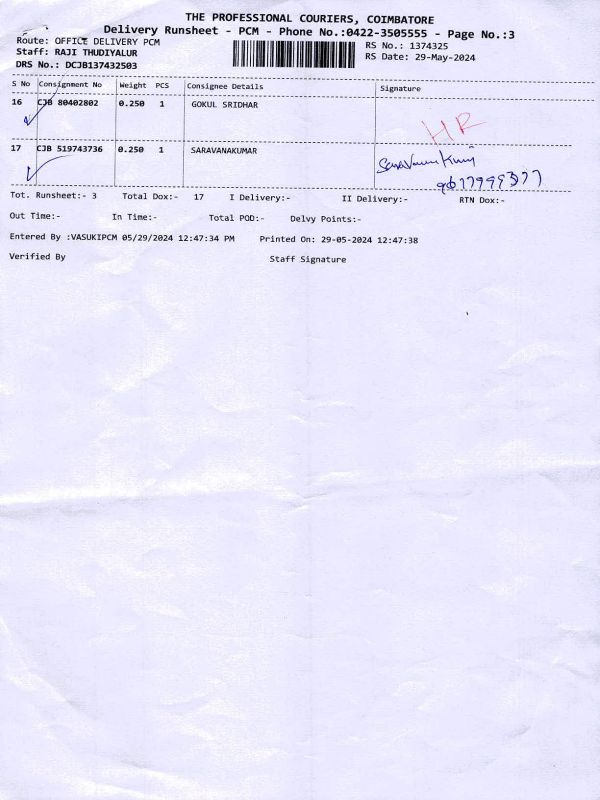 THE PROFESSIONAL COURIERS, COIMBATORE
Delivery Runsheet - PCM - Phone No.:0422-3505555 - Page No.:3
Route: OFFICE DELIVERY PCM RS No.: 1374325
Staff: RAJI THUDIYALUR RS Date: 29-May-2024
DRS No.: DCJB137432503
S No Consignment No Weight PCS Consignee Details Signature
16 CJB 80402802 0.250 1 GOKUL SRIDHAR
HR
17 CJB 519743736 0.250 1 SARAVANAKUMAR
Tot. Runsheet:- 3 Total Dox:- 17 I Delivery:- II Delivery:- RTN Dox:-
Out Time:- In Time:- Total POD:- Delvy Points:-
Entered By :VASUKIPCM 05/29/2024 12:47:34 PM Printed On: 29-05-2024 12:47:38
Verified By Staff Signature